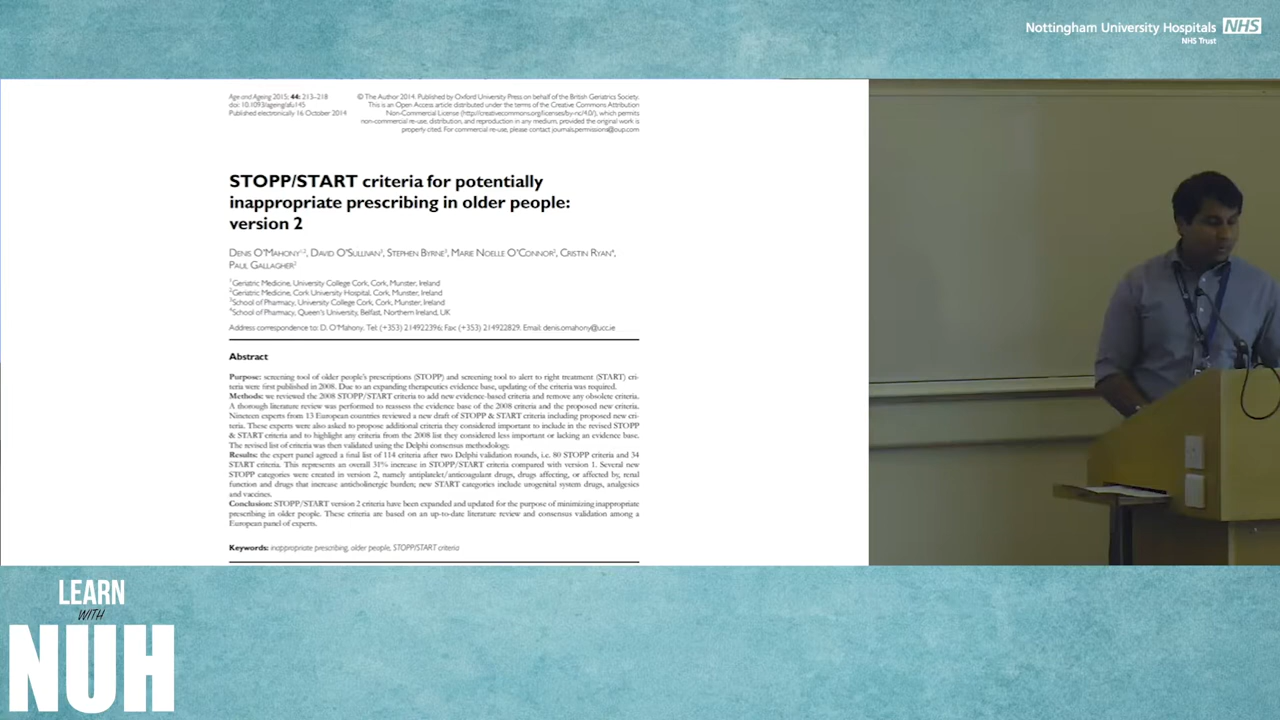 Nottingham University Hospitals NHS
NHS Trust
Age and Ageing 2015; 44: 213–218
doi: 10.1093/ageing/afu145
Published electronically 16 October 2014
© The Author 2014. Published by Oxford University Press on behalf of the British Geriatrics Society.
This is an Open Access article distributed under the terms of the Creative Commons Attribution
Non-Commercial License (http://creativecommons.org/licenses/by-nc/4.0/), which permits
non-commercial re-use, distribution, and reproduction in any medium, provided the original work is
properly cited. For commercial re-use, please contact journals.permissions@oup.com
STOPP/START criteria for potentially
inappropriate prescribing in older people:
version 2
DENIS O'MAHONY1,2, DAVID O'SULLIVAN3, STEPHEN BYRNE3, MARIE NOELLE O'CONNOR2, CRISTIN RYAN4,
PAUL GALLAGHER2
1Geriatric Medicine, University College Cork, Cork, Munster, Ireland
2Geriatric Medicine, Cork University Hospital, Cork, Munster, Ireland
3School of Pharmacy, University College Cork, Cork, Munster, Ireland
4School of Pharmacy, Queen's University, Belfast, Northern Ireland, UK
Address correspondence to: D. O'Mahony. Tel: (+353) 214922396; Fax: (+353) 214922829. Email: denis.omahony@ucc.ie
Abstract
Purpose: screening tool of older people's prescriptions (STOPP) and screening tool to alert to right treatment (START) cri-
teria were first published in 2008. Due to an expanding therapeutics evidence base, updating of the criteria was required.
Methods: we reviewed the 2008 STOPP/START criteria to add new evidence-based criteria and remove any obsolete criteria.
A thorough literature review was performed to reassess the evidence base of the 2008 criteria and the proposed new criteria.
Nineteen experts from 13 European countries reviewed a new draft of STOPP & START criteria including proposed new cri-
teria. These experts were also asked to propose additional criteria they considered important to include in the revised STOPP
& START criteria and to highlight any criteria from the 2008 list they considered less important or lacking an evidence base.
The revised list of criteria was then validated using the Delphi consensus methodology.
Results: the expert panel agreed a final list of 114 criteria after two Delphi validation rounds, i.e. 80 STOPP criteria and 34
START criteria. This represents an overall 31% increase in STOPP/START criteria compared with version 1. Several new
STOPP categories were created in version 2, namely antiplatelet/anticoagulant drugs, drugs affecting, or affected by, renal
function and drugs that increase anticholinergic burden; new START categories include urogenital system drugs, analgesics
and vaccines.
Conclusion: STOPP/START version 2 criteria have been expanded and updated for the purpose of minimizing inappropriate
prescribing in older people. These criteria are based on an up-to-date literature review and consensus validation among a
European panel of experts.
Keywords: inappropriate prescribing, older people, STOPP/START criteria
LEARN
WITH
NUH